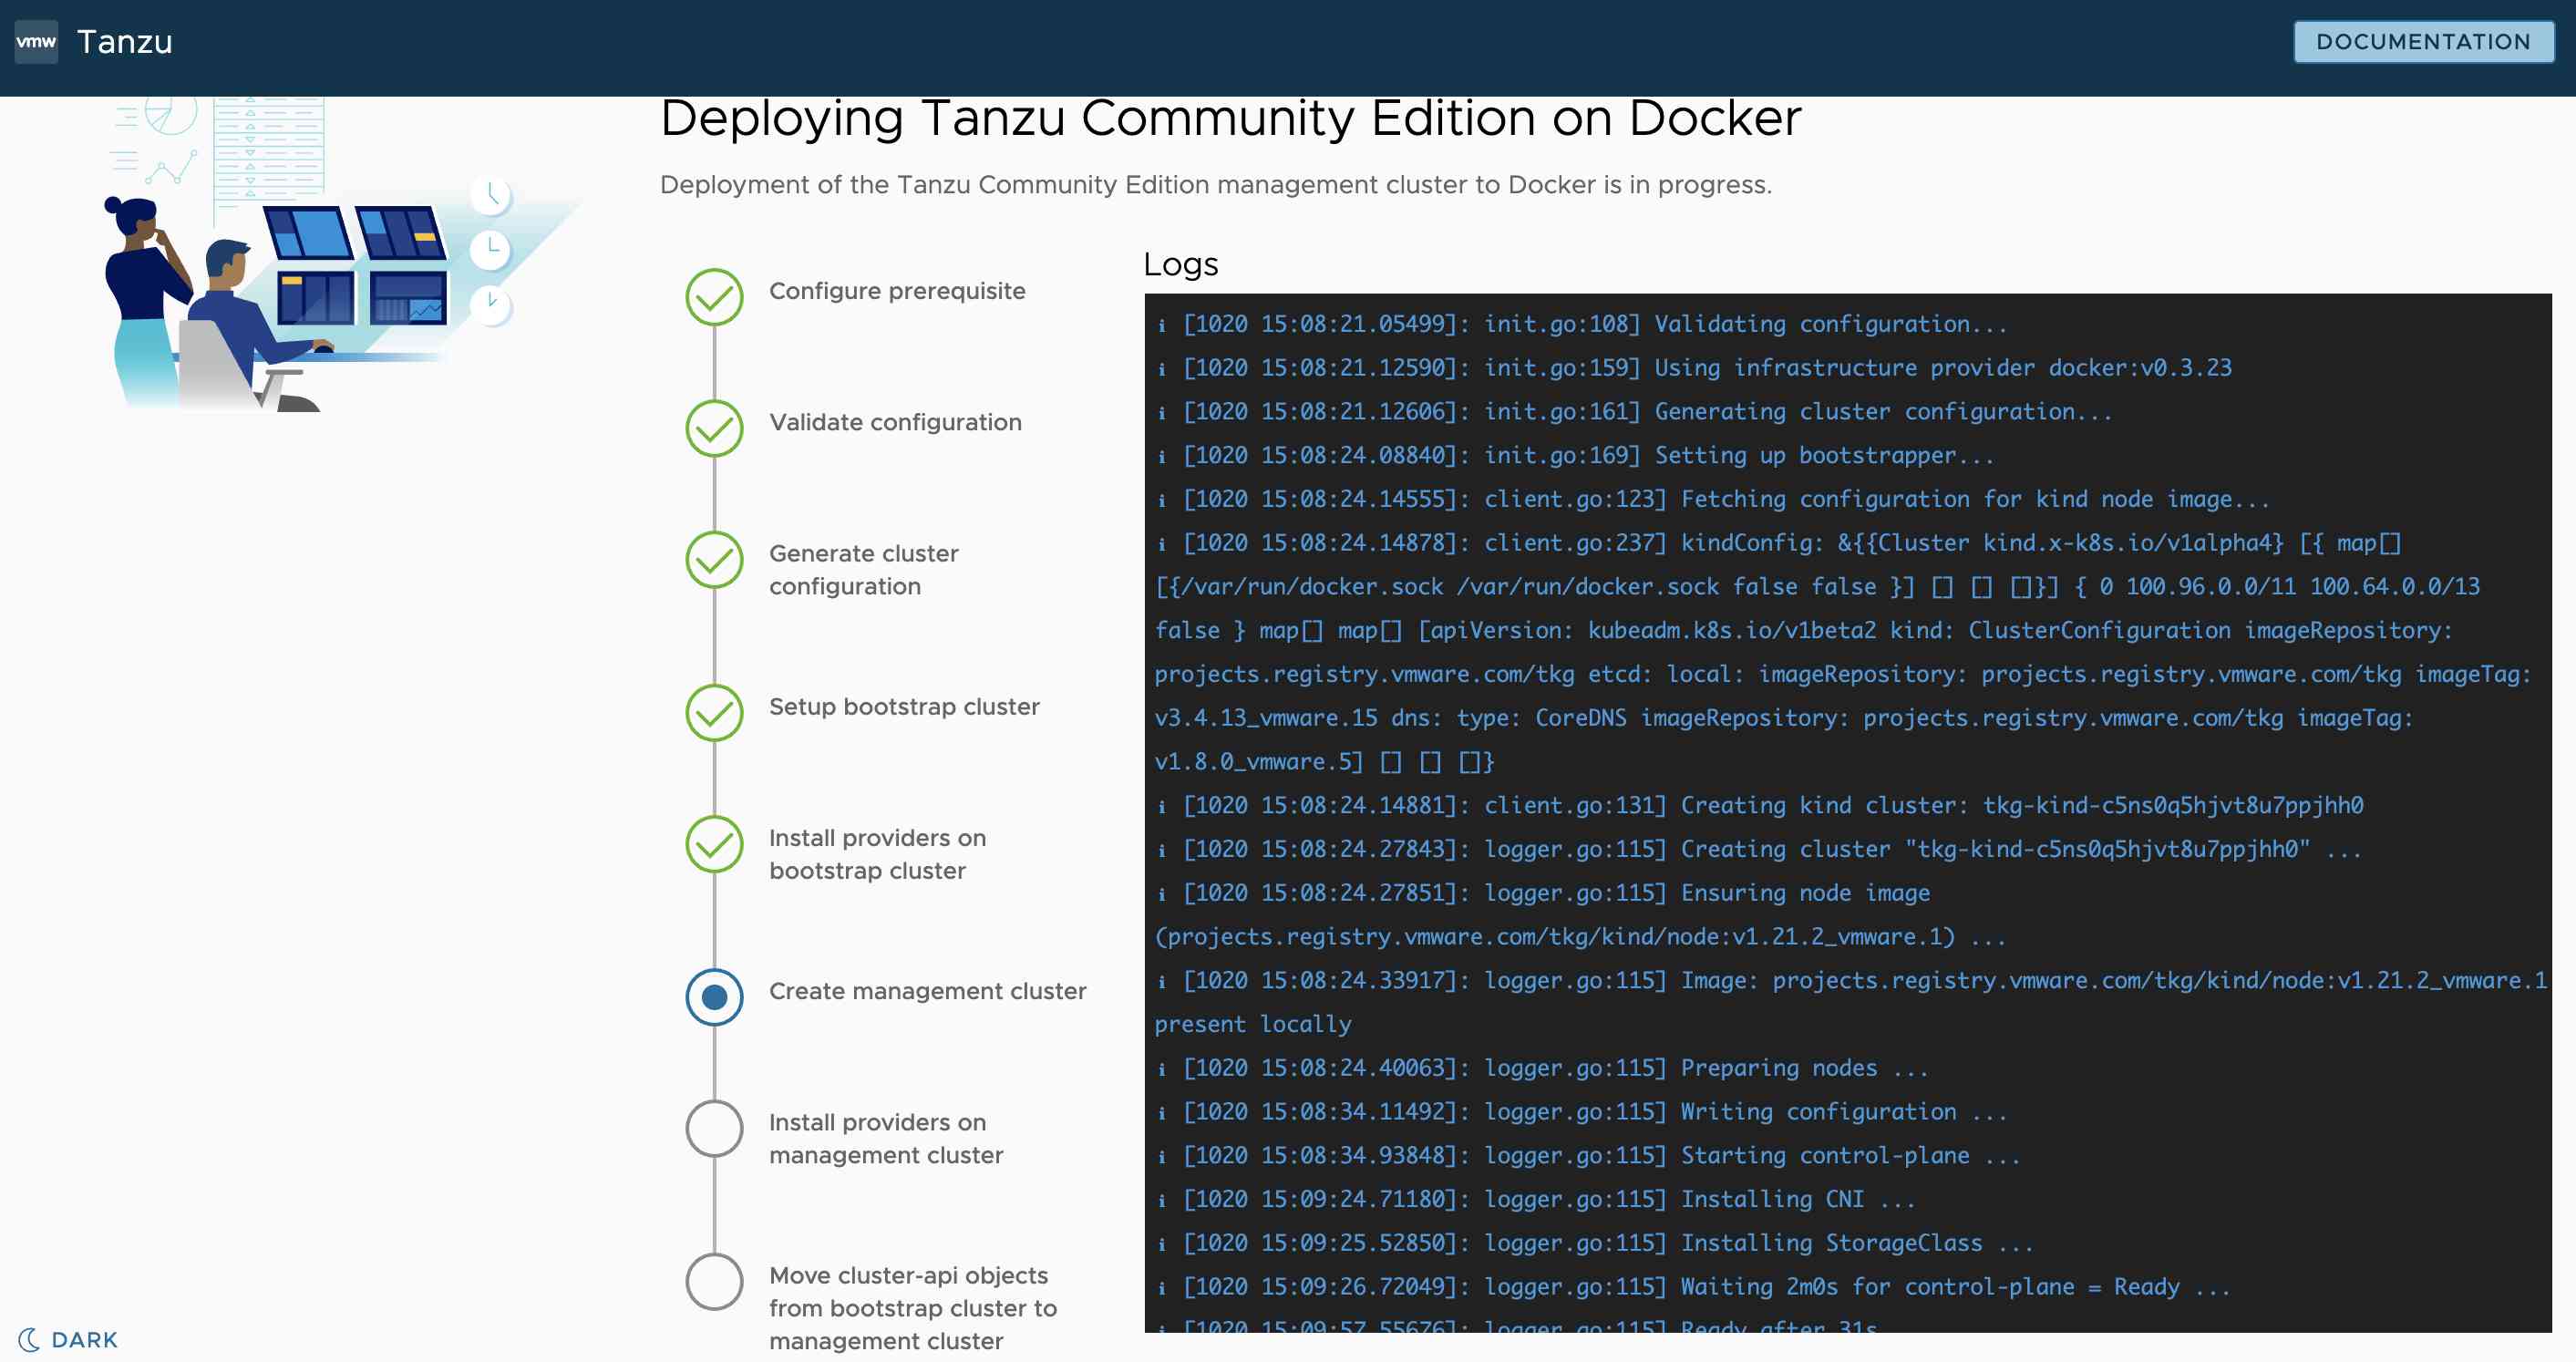 vmw Tanzu
DOCUMENTATION
Deploying Tanzu Community Edition on Docker
Deployment of the Tanzu Community Edition management cluster to Docker is in progress.
Configure prerequisite
Validate configuration
Generate cluster
configuration
Setup bootstrap cluster
Install providers on
bootstrap cluster
Create management cluster
Install providers on
management cluster
Move cluster-api objects
from bootstrap cluster to
management cluster
Logs
i [1020 15:08:21.05499]: init.go:108] Validating configuration...
i [1020 15:08:21.12590]: init.go:159] Using infrastructure provider docker:v0.3.23
i [1020 15:08:21.12606]: init.go:161] Generating cluster configuration...
i [1020 15:08:24.08840]: init.go:169] Setting up bootstrapper...
i [1020 15:08:24.14555]: client.go:123] Fetching configuration for kind node image...
i [1020 15:08:24.14878]: client.go:237] kindConfig: &{{Cluster kind.x-k8s.io/v1alpha4} [{ map[]
[{/var/run/docker.sock /var/run/docker.sock false false }] [] [] []}] { 0 100.96.0.0/11 100.64.0.0/13
false } map[] map[] [apiVersion: kubeadm.k8s.io/v1beta2 kind: ClusterConfiguration imageRepository:
projects.registry.vmware.com/tkg etcd: local: imageRepository: projects.registry.vmware.com/tkg imageTag:
v3.4.13_vmware.15 dns: type: CoreDNS imageRepository: projects.registry.vmware.com/tkg imageTag:
v1.8.0_vmware.5] [] [] []}
i [1020 15:08:24.14881]: client.go:131] Creating kind cluster: tkg-kind-c5ns0q5hjvt8u7ppjhh0
i [1020 15:08:24.27843]: logger.go:115] Creating cluster "tkg-kind-c5ns0q5hjvt8u7ppjhh0" ...
i [1020 15:08:24.27851]: logger.go:115] Ensuring node image
(projects.registry.vmware.com/tkg/kind/node:v1.21.2_vmware.1) ...
i [1020 15:08:24.33917]: logger.go:115] Image: projects.registry.vmware.com/tkg/kind/node:v1.21.2_vmware.1
present locally
i [1020 15:08:24.40063]: logger.go:115] Preparing nodes ...
i [1020 15:08:34.11492]: logger.go:115] Writing configuration ...
i [1020 15:08:34.93848]: logger.go:115] Starting control-plane ...
i [1020 15:09:24.71180]: logger.go:115] Installing CNI ...
i [1020 15:09:25.52850]: logger.go:115] Installing StorageClass ...
i [1020 15:09:26.72049]: logger.go:115] Waiting 2m0s for control-plane = Ready ...
i [1020 15:09:57.55676]: logger.go:115] Ready after 31s
DARK